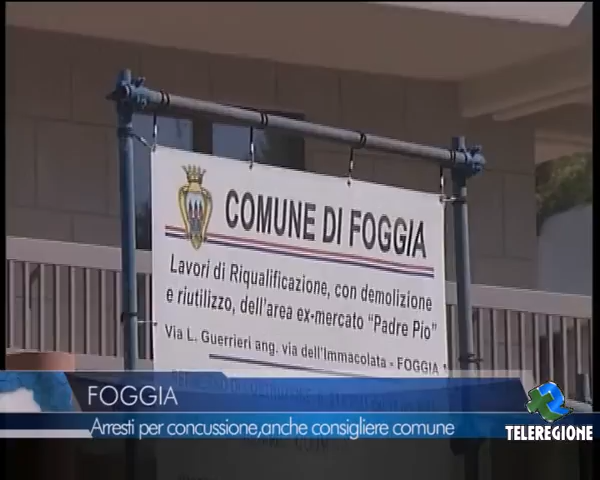 COMUNE DI FOGGIA
Lavori di Riqualificazione, con demolizione
e riutilizzo, dell'area ex-mercato “Padre Pio”
Via L. Guerrieri ang. via dell'Immacolata - FOGGIA
FOGGIA
Arresti per concussione,anche consigliere comune
TELEREGIONE